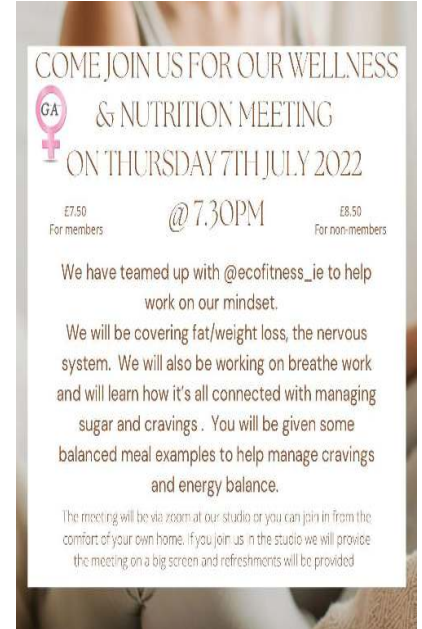 COME JOIN US FOR OUR WELLNESS
GA
& NUTRITION MEETING
ON THURSDAY 7TH JULY 2022
@ 7.30PM
£7.50
For members
£8.50
For non-members
We have teamed up with @ecofitness_ie to help
work on our mindset.
We will be covering fat/weight loss, the nervous
system. We will also be working on breathe work
and will learn how it's all connected with managing
sugar and cravings . You will be given some
balanced meal examples to help manage cravings
and energy balance.
The meeting will be via zoom at our studio or you can join in from the
comfort of your own home. If you join us in the studio we will provide
the meeting on a big screen and refreshments will be provided